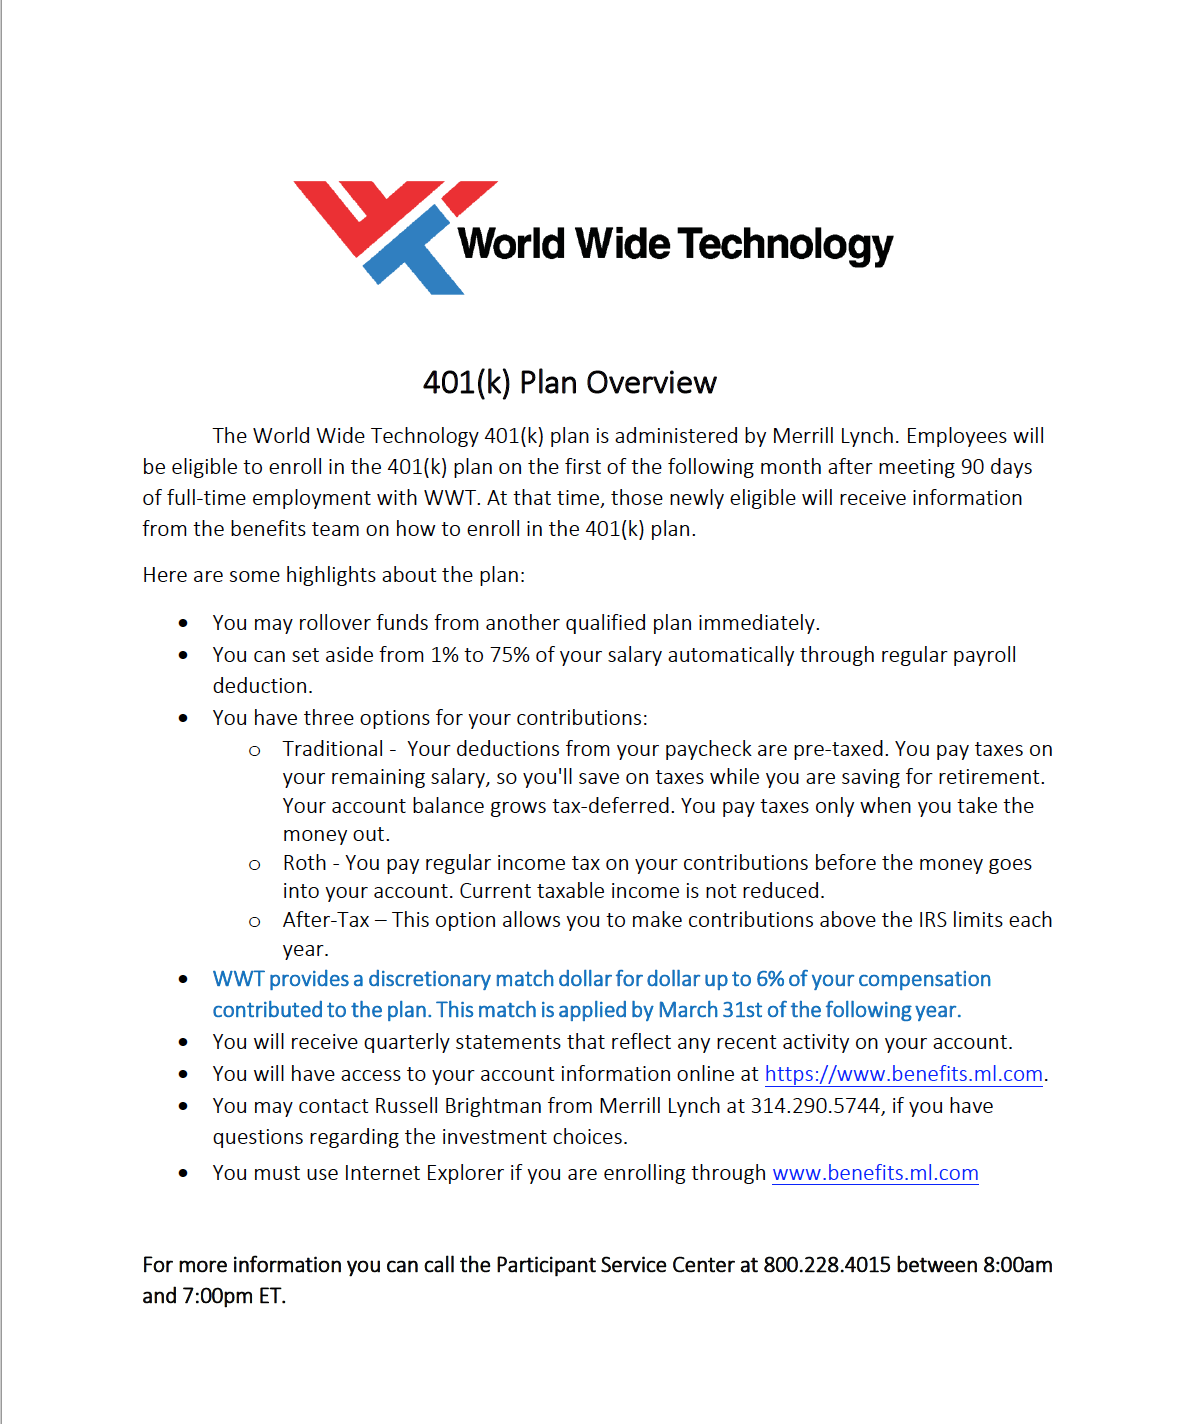 World Wide Technology
401(k) Plan Overview
The World Wide Technology 401(k) plan is administered by Merrill Lynch. Employees will
be eligible to enroll in the 401(k) plan on the first of the following month after meeting 90 days
of full-time employment with WWT. At that time, those newly eligible will receive information
from the benefits team on how to enroll in the 401(k) plan.
Here are some highlights about the plan:
• You may rollover funds from another qualified plan immediately.
• You can set aside from 1% to 75% of your salary automatically through regular payroll
deduction.
• You have three options for your contributions:
o Traditional - Your deductions from your paycheck are pre-taxed. You pay taxes on
your remaining salary, so you'll save on taxes while you are saving for retirement.
Your account balance grows tax-deferred. You pay taxes only when you take the
money out.
o Roth - You pay regular income tax on your contributions before the money goes
into your account. Current taxable income is not reduced.
o After-Tax – This option allows you to make contributions above the IRS limits each
year.
• WWT provides a discretionary match dollar for dollar up to 6% of your compensation
contributed to the plan. This match is applied by March 31st of the following year.
• You will receive quarterly statements that reflect any recent activity on your account.
• You will have access to your account information online at https://www.benefits.ml.com.
• You may contact Russell Brightman from Merrill Lynch at 314.290.5744, if you have
questions regarding the investment choices.
• You must use Internet Explorer if you are enrolling through www.benefits.ml.com
For more information you can call the Participant Service Center at 800.228.4015 between 8:00am
and 7:00pm ET.